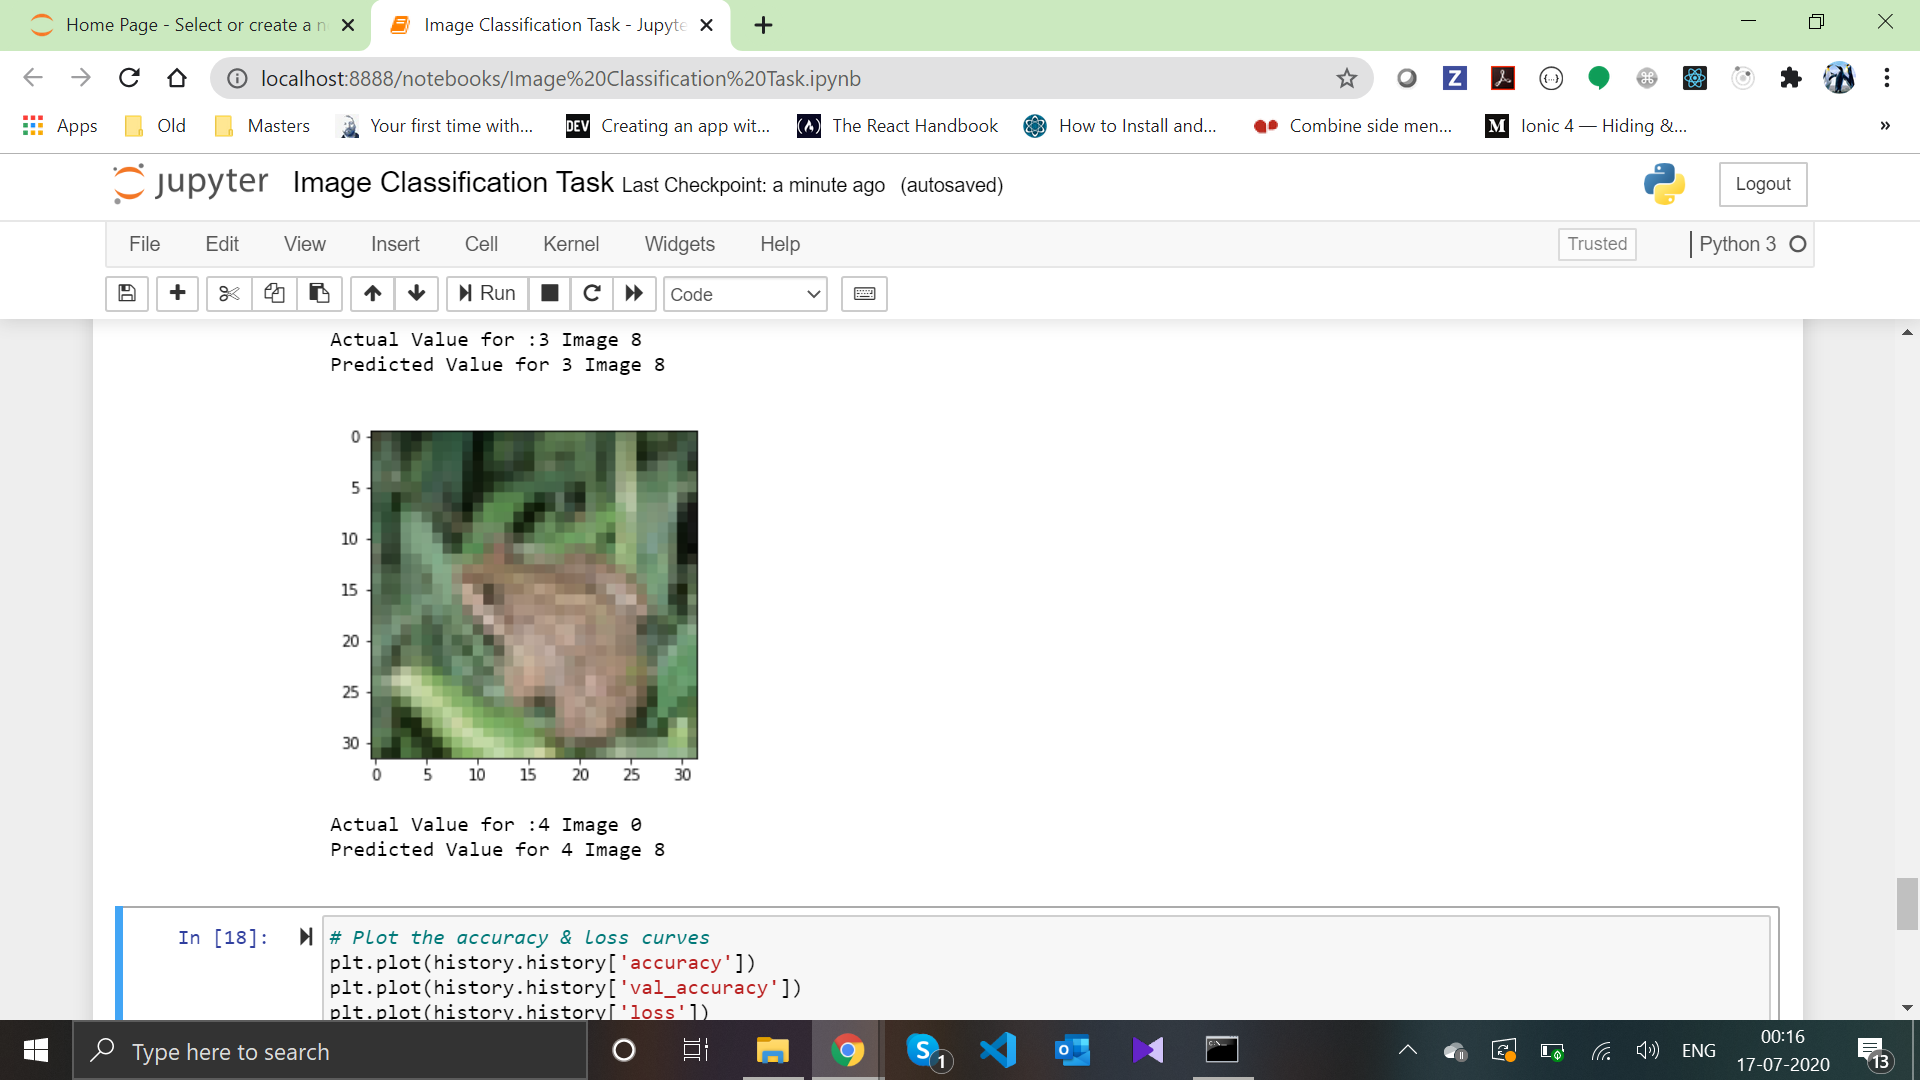 Home Page - Select or create a n
Image Classification Task - Jupyte
localhost:8888/notebooks/Image%20Classification%20Task.ipynb
Apps Old Masters Your first time with... DEV Creating an app wit... The React Handbook How to Install and... Combine side men... M Ionic 4 — Hiding &... »
jupyter Image Classification Task Last Checkpoint: a minute ago (autosaved) Logout
File Edit View Insert Cell Kernel Widgets Help Trusted Python 3
Run Code
Actual Value for :3 Image 8
Predicted Value for 3 Image 8
0
5
10
15
20
25
30
0 5 10 15 20 25 30
Actual Value for :4 Image 0
Predicted Value for 4 Image 8
In [18]: # Plot the accuracy & loss curves
plt.plot(history.history['accuracy'])
plt.plot(history.history['val_accuracy'])
plt.plot(history.history['loss'])
Type here to search
S 1
ENG
00:16
17-07-2020
13